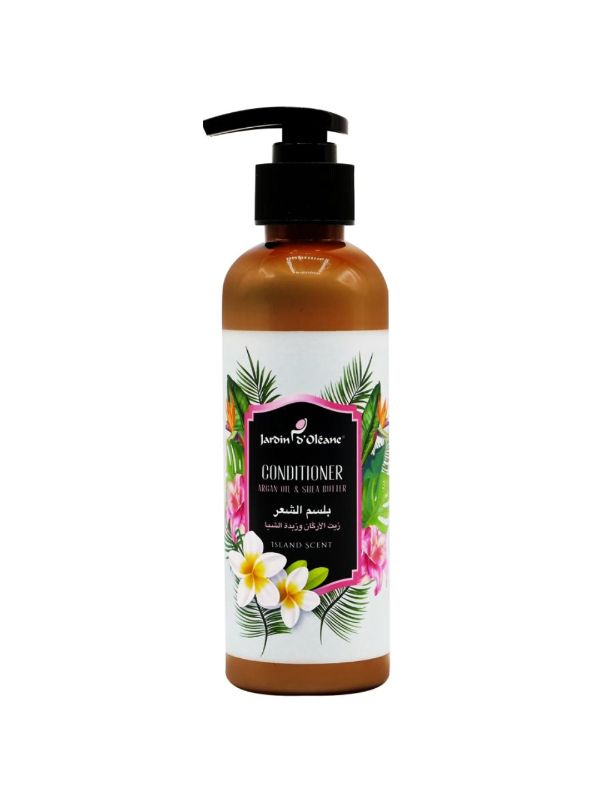 Jardin d'Oléane®
CONDITIONER
ARGAN OIL & SHEA BUTTER
بلسم الشعر
زيت الأركان وزبدة الشيا
ISLAND SCENT